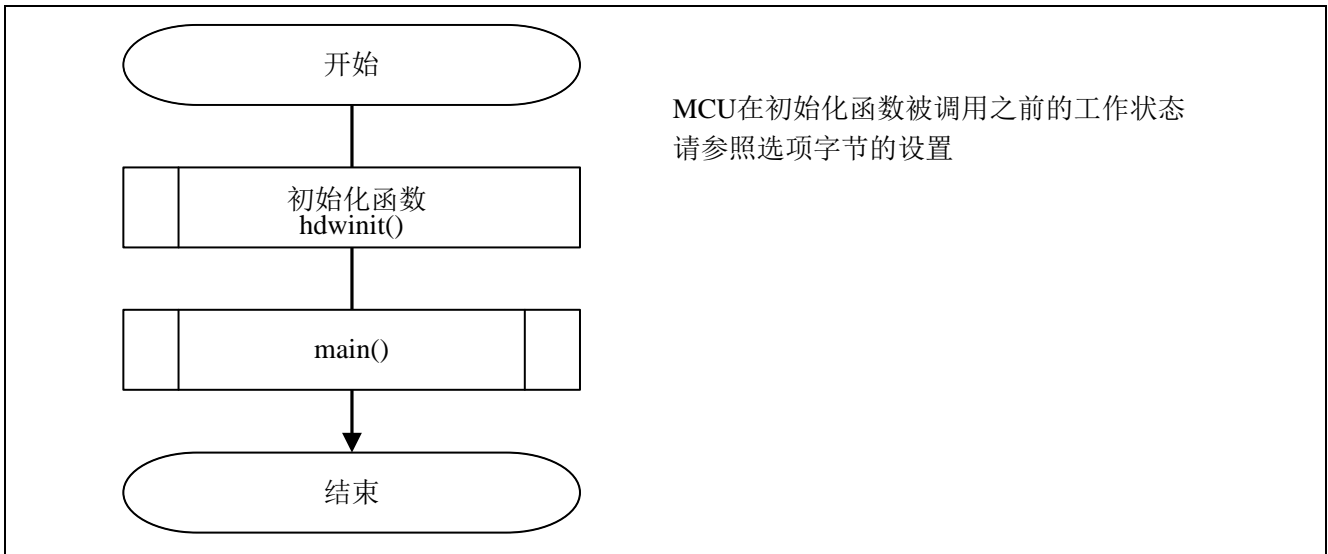 开始
MCU在初始化函数被调用之前的工作状态
请参照选项字节的设置
初始化函数
hdwinit()
main()
结束